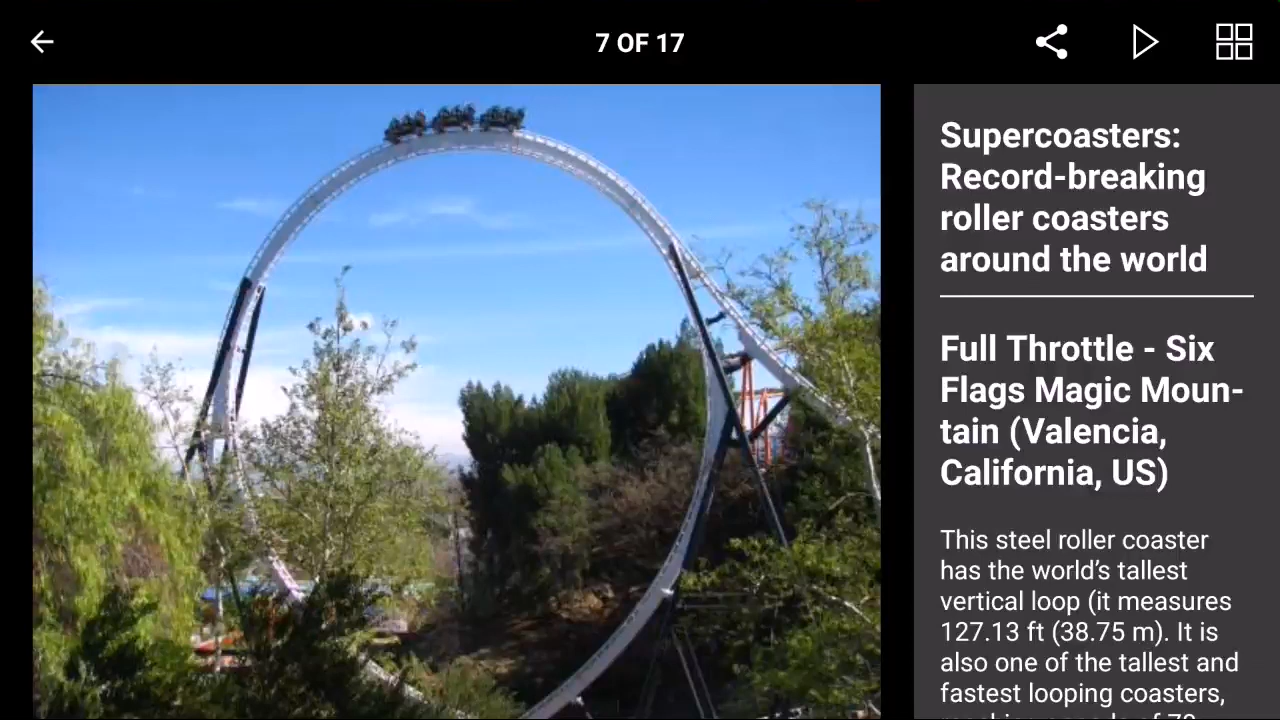 7 OF 17
Supercoasters:
Record-breaking
roller coasters
around the world
Full Throttle - Six
Flags Magic Moun-
tain (Valencia,
California, US)
This steel roller coaster
has the world’s tallest
vertical loop (it measures
127.13 ft (38.75 m). It is
also one of the tallest and
fastest looping coasters,